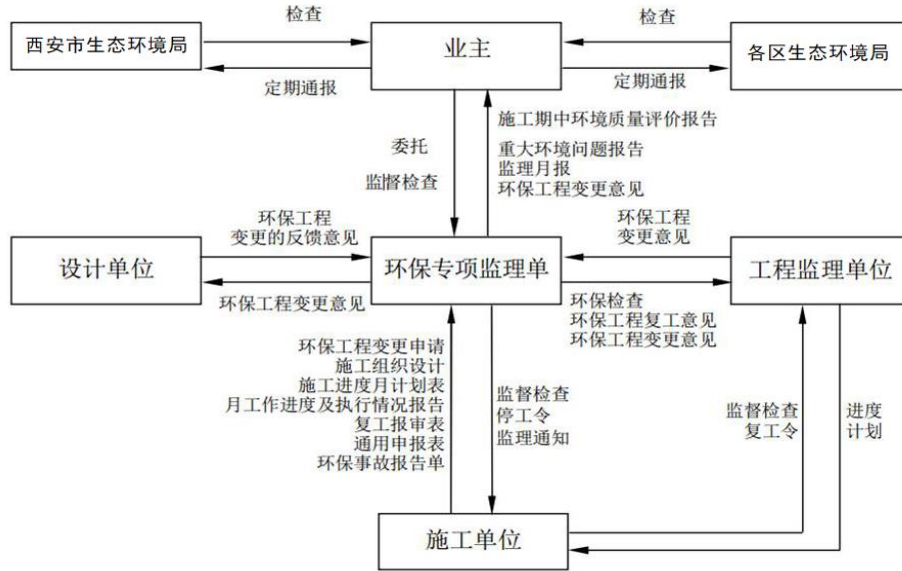 检查
检查
西安市生态环境局
业主
各区生态环境局
定期通报
定期通报
施工期中环境质量评价报告
委托
监督检查
重大环境问题报告
监理月报
环保工程变更意见
环保工程
变更的反馈意见
环保工程
变更意见
设计单位
环保专项监理单
工程监理单位
环保工程变更意见
环保检查
环保工程复工意见
环保工程变更意见
环保工程变更申请
施工组织设计
施工进度月计划表
月工作进度及执行情况报告
复工报审表
通用申报表
环保事故报告单
监督检查
停工令
监理通知
监督检查
复工令
进度
计划
施工单位